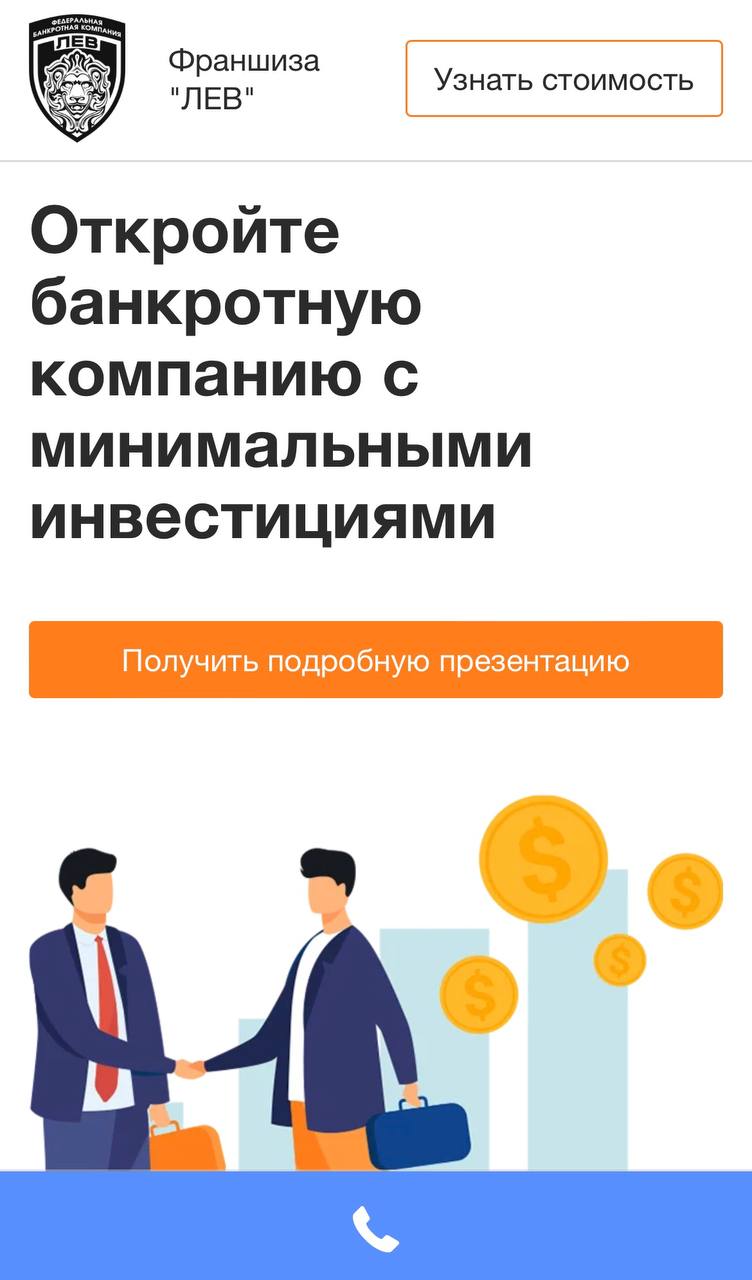 ФЕДЕРАЛЬНАЯ
БАНКРОТНАЯ КОМПАНИЯ
ЛЕВ
Франшиза
"ЛЕВ"
Узнать стоимость
Откройте
банкротную
компанию с
минимальными
инвестициями
Получить подробную презентацию
$
$
$
$